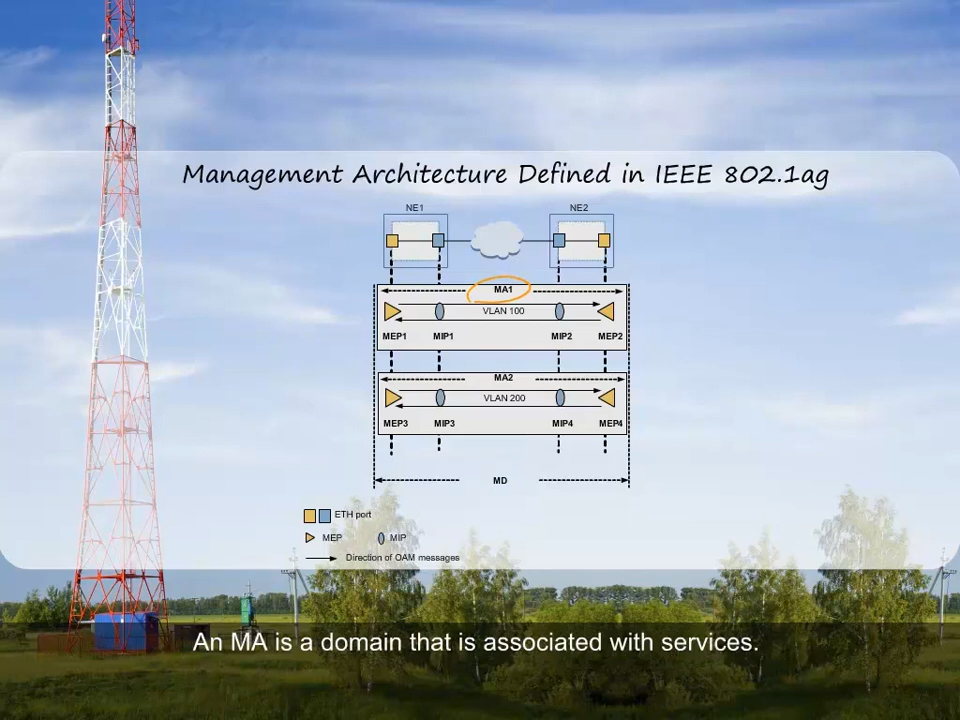 Management Architecture Defined in IEEE 802.1ag
NE1 NE2
MA1
VLAN 100
MEP1 MIP1 MIP2 MEP2
MA2
VLAN 200
MEP3 MIP3 MIP4 MEP4
MD
ETH port
MEP MIP
Direction of OAM messages
An MA is a domain that is associated with services.